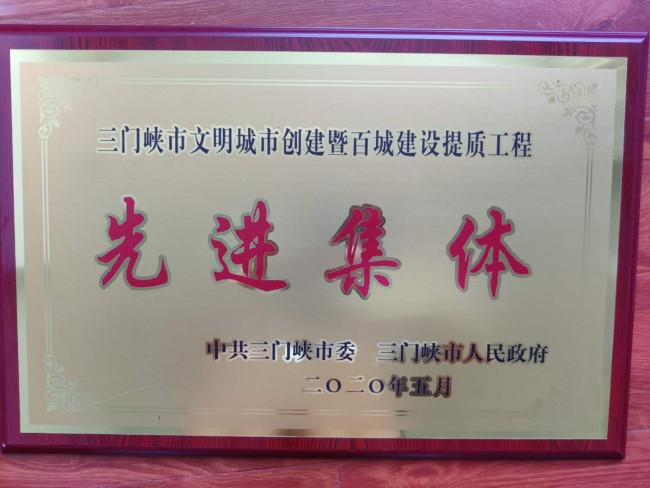 三门峡市文明城市创建暨百城建设提质工程
先进集体
中共三门峡市委 三门峡市人民政府
二〇二〇年五月